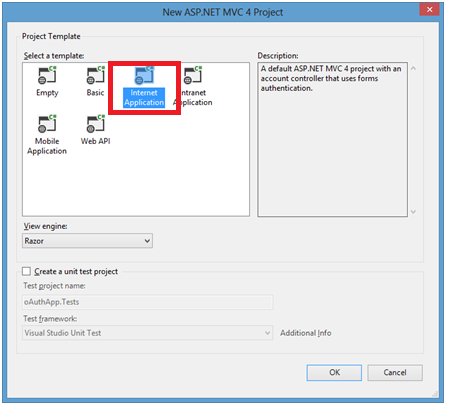 New ASP.NET MVC 4 Project
Project Template
Select a template:
Description:
Empty
Basic
Internet
Application
Intranet
Application
Mobile
Application
Web API
A default ASP.NET MVC 4 project with an
account controller that uses forms
authentication.
View engine:
Razor
Create a unit test project
Test project name:
oAuthApp.Tests
Test framework:
Visual Studio Unit Test
Additional Info
OK
Cancel